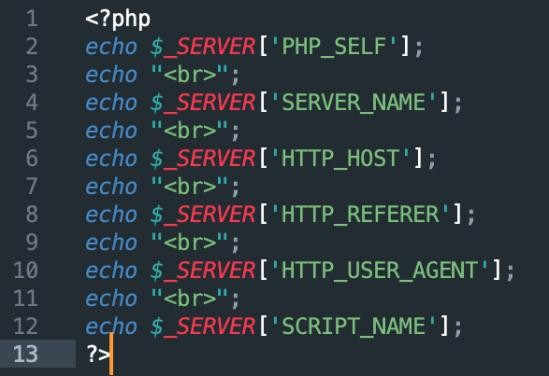 1 <?php
2 echo $_SERVER['PHP_SELF'];
3 echo "<br>";
4 echo $_SERVER['SERVER_NAME'];
5 echo "<br>";
6 echo $_SERVER['HTTP_HOST'];
7 echo "<br>";
8 echo $_SERVER['HTTP_REFERER'];
9 echo "<br>";
10 echo $_SERVER['HTTP_USER_AGENT'];
11 echo "<br>";
12 echo $_SERVER['SCRIPT_NAME'];
13 ?>